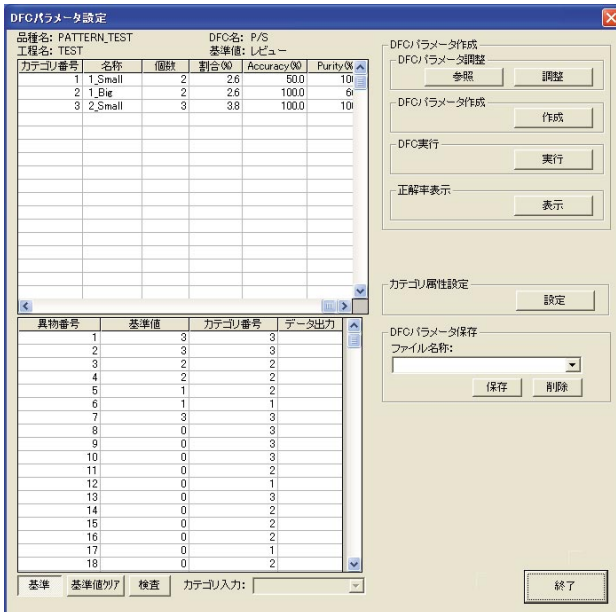 DFCパラメータ設定
品種名: PATTERN_TEST DFC名: P/S
工程名: TEST 基準値: レビュー
カテゴリ番号 名称 個数 割合(%) Accuracy(%) Purity(%)
1 1_Small 2 2.6 50.0 10
2 1_Big 2 2.6 100.0 6
3 2_Small 3 3.8 100.0 10
DFCパラメータ作成
DFCパラメータ調整
参照 調整
DFCパラメータ作成
作成
DFC実行
実行
正解率表示
表示
カテゴリ属性設定
設定
DFCパラメータ保存
ファイル名称:
保存 削除
異物番号 基準値 カテゴリ番号 データ出力
1 3 3
2 3 3
3 2 2
4 2 2
5 1 2
6 1 1
7 3 3
8 0 3
9 0 3
10 0 3
11 0 2
12 0 1
13 0 3
14 0 2
15 0 2
16 0 2
17 0 1
18 0 2
基準 基準値クリア 検査 カテゴリ入力:
終了